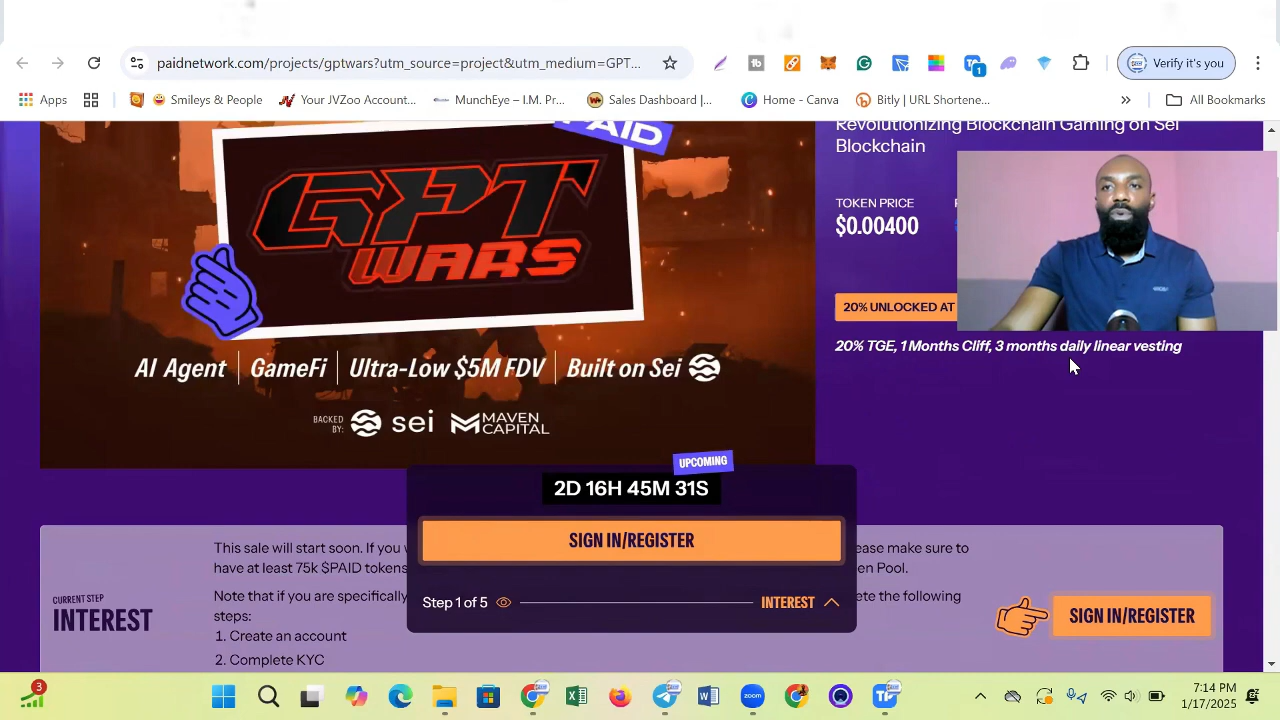 paidnetwork.com/projects/gptwars?utm_source=project&utm_medium=GPT...
1
Verify it's you
Apps
Smileys & People
Your JVZoo Account...
MunchEye – I.M. Pr...
Sales Dashboard |...
Home - Canva
Bitly | URL Shortene...
»
All Bookmarks
PAID
GPT
WARS
AI Agent | GameFi | Ultra-Low $5M FDV | Built on Sei
BACKED BY:
sei
MAVEN CAPITAL
Revolutionizing Blockchain Gaming on Sei
Blockchain
TOKEN PRICE
$0.00400
20% UNLOCKED AT
20% TGE, 1 Months Cliff, 3 months daily linear vesting
UPCOMING
2D 16H 45M 31S
SIGN IN/REGISTER
Step 1 of 5
INTEREST
CURRENT STEP
INTEREST
This sale will start soon. If you
ease make sure to
have at least 75k $PAID tokens
en Pool.
Note that if you are specifically
ete the following
steps:
1. Create an account
2. Complete KYC
SIGN IN/REGISTER
3
zoom
7:14 PM
1/17/2025